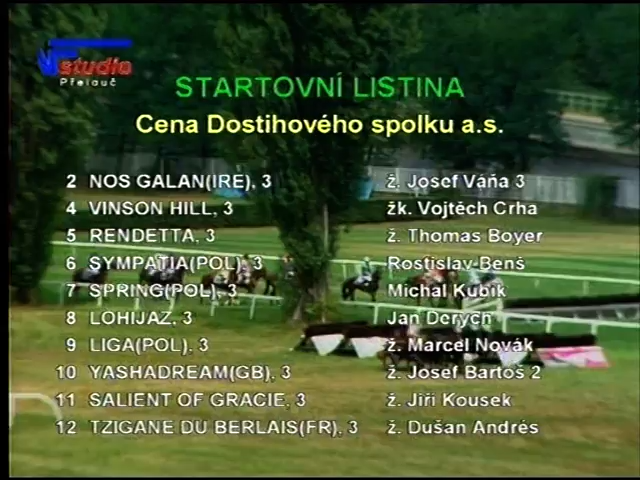 studio
Přelauč
STARTOVNÍ LISTINA
Cena Dostihového spolku a.s.
2 NOS GALAN(IRE), 3 ž. Josef Váňa 3
4 VINSON HILL, 3 žk. Vojtěch Crha
5 RENDETTA, 3 ž. Thomas Boyer
6 SYMPATIA(POL), 3 Rostislav Benš
7 SPRING(POL), 3 Michal Kubík
8 LOHIJAZ, 3 Jan Derych
9 LIGA(POL), 3 ž. Marcel Novák
10 YASHADREAM(GB), 3 ž. Josef Bartoš 2
11 SALIENT OF GRACIE, 3 ž. Jiří Kousek
12 TZIGANE DU BERLAIS(FR), 3 ž. Dušan Andrés